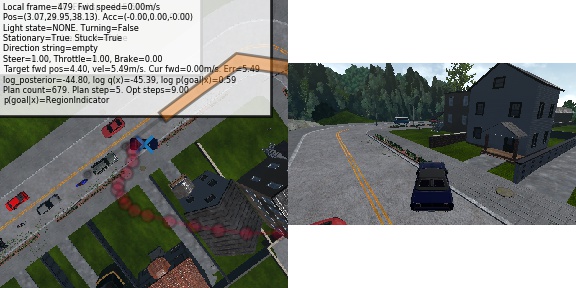 Local frame=479. Fwd speed=0.00m/s
Pos=(3.07,29.95,38.13). Acc=(-0.00,0.00,-0.00)
Light state=NONE. Turning=False
Stationary=True. Stuck=True
Direction string=empty
Steer=1.00, Throttle=1.00, Brake=0.00
Target fwd pos=4.40, vel=5.49m/s. Cur fwd=0.00m/s. Err=5.49
log_posterior=-44.80, log q(x)=-45.39, log p(goal|x)=0.59
Plan count=679. Plan step=5. Opt steps=9.00
p(goal|x)=RegionIndicator